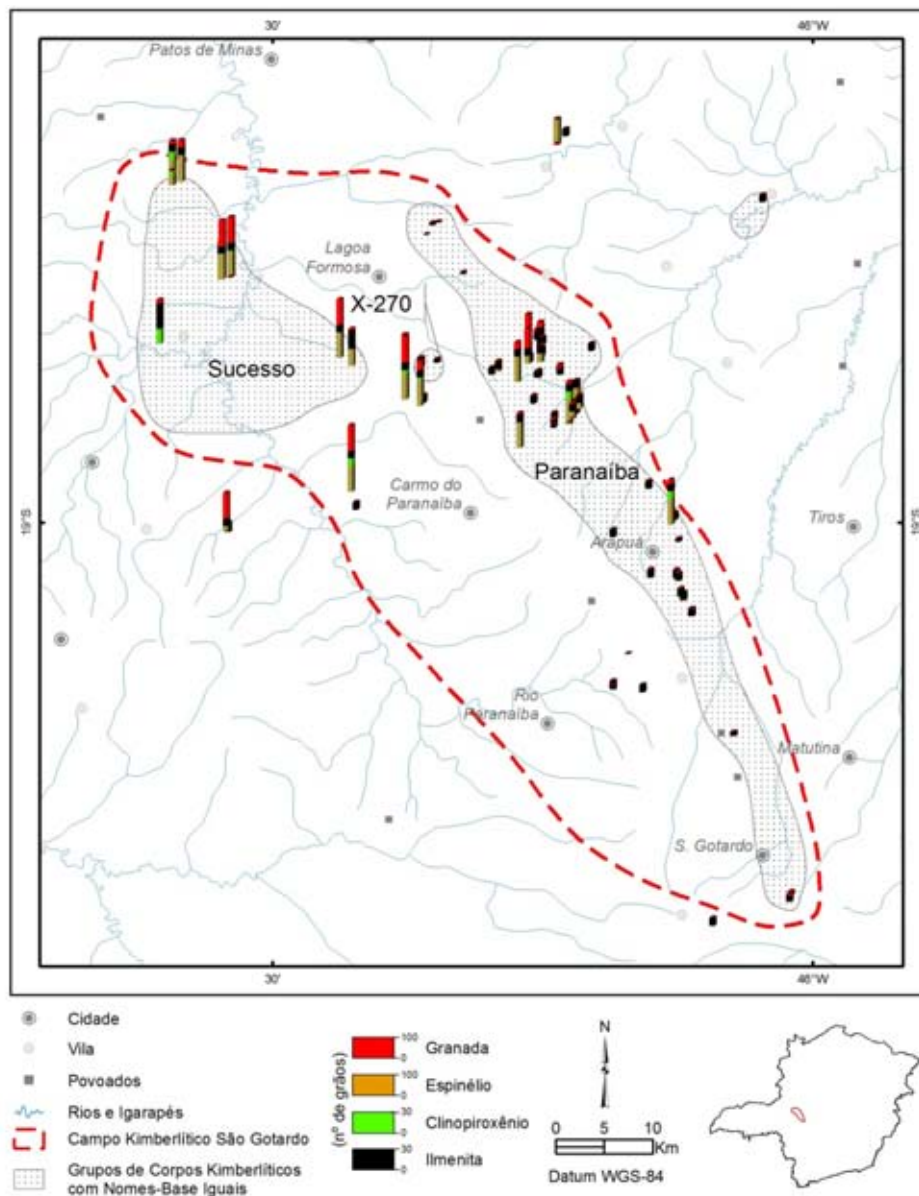 30'
46°W
Patos de Minas
Lagoa
Formosa
X-270
Sucesso
Paranaíba
Carmo do
Paranaíba
19°S
19°S
Tiros
Arapuá
Rio
Paranaíba
Matutina
S. Gotardo
30'
46°W
Cidade
Vila
Povoados
Rios e Igarapés
Campo Kimberlítico São Gotardo
Grupos de Corpos Kimberlíticos
com Nomes-Base Iguais
(nº de grãos)
100
0
Granada
100
0
Espinélio
30
0
Clinopiroxênio
30
0
Ilmenita
N
0 5 10
Km
Datum WGS-84